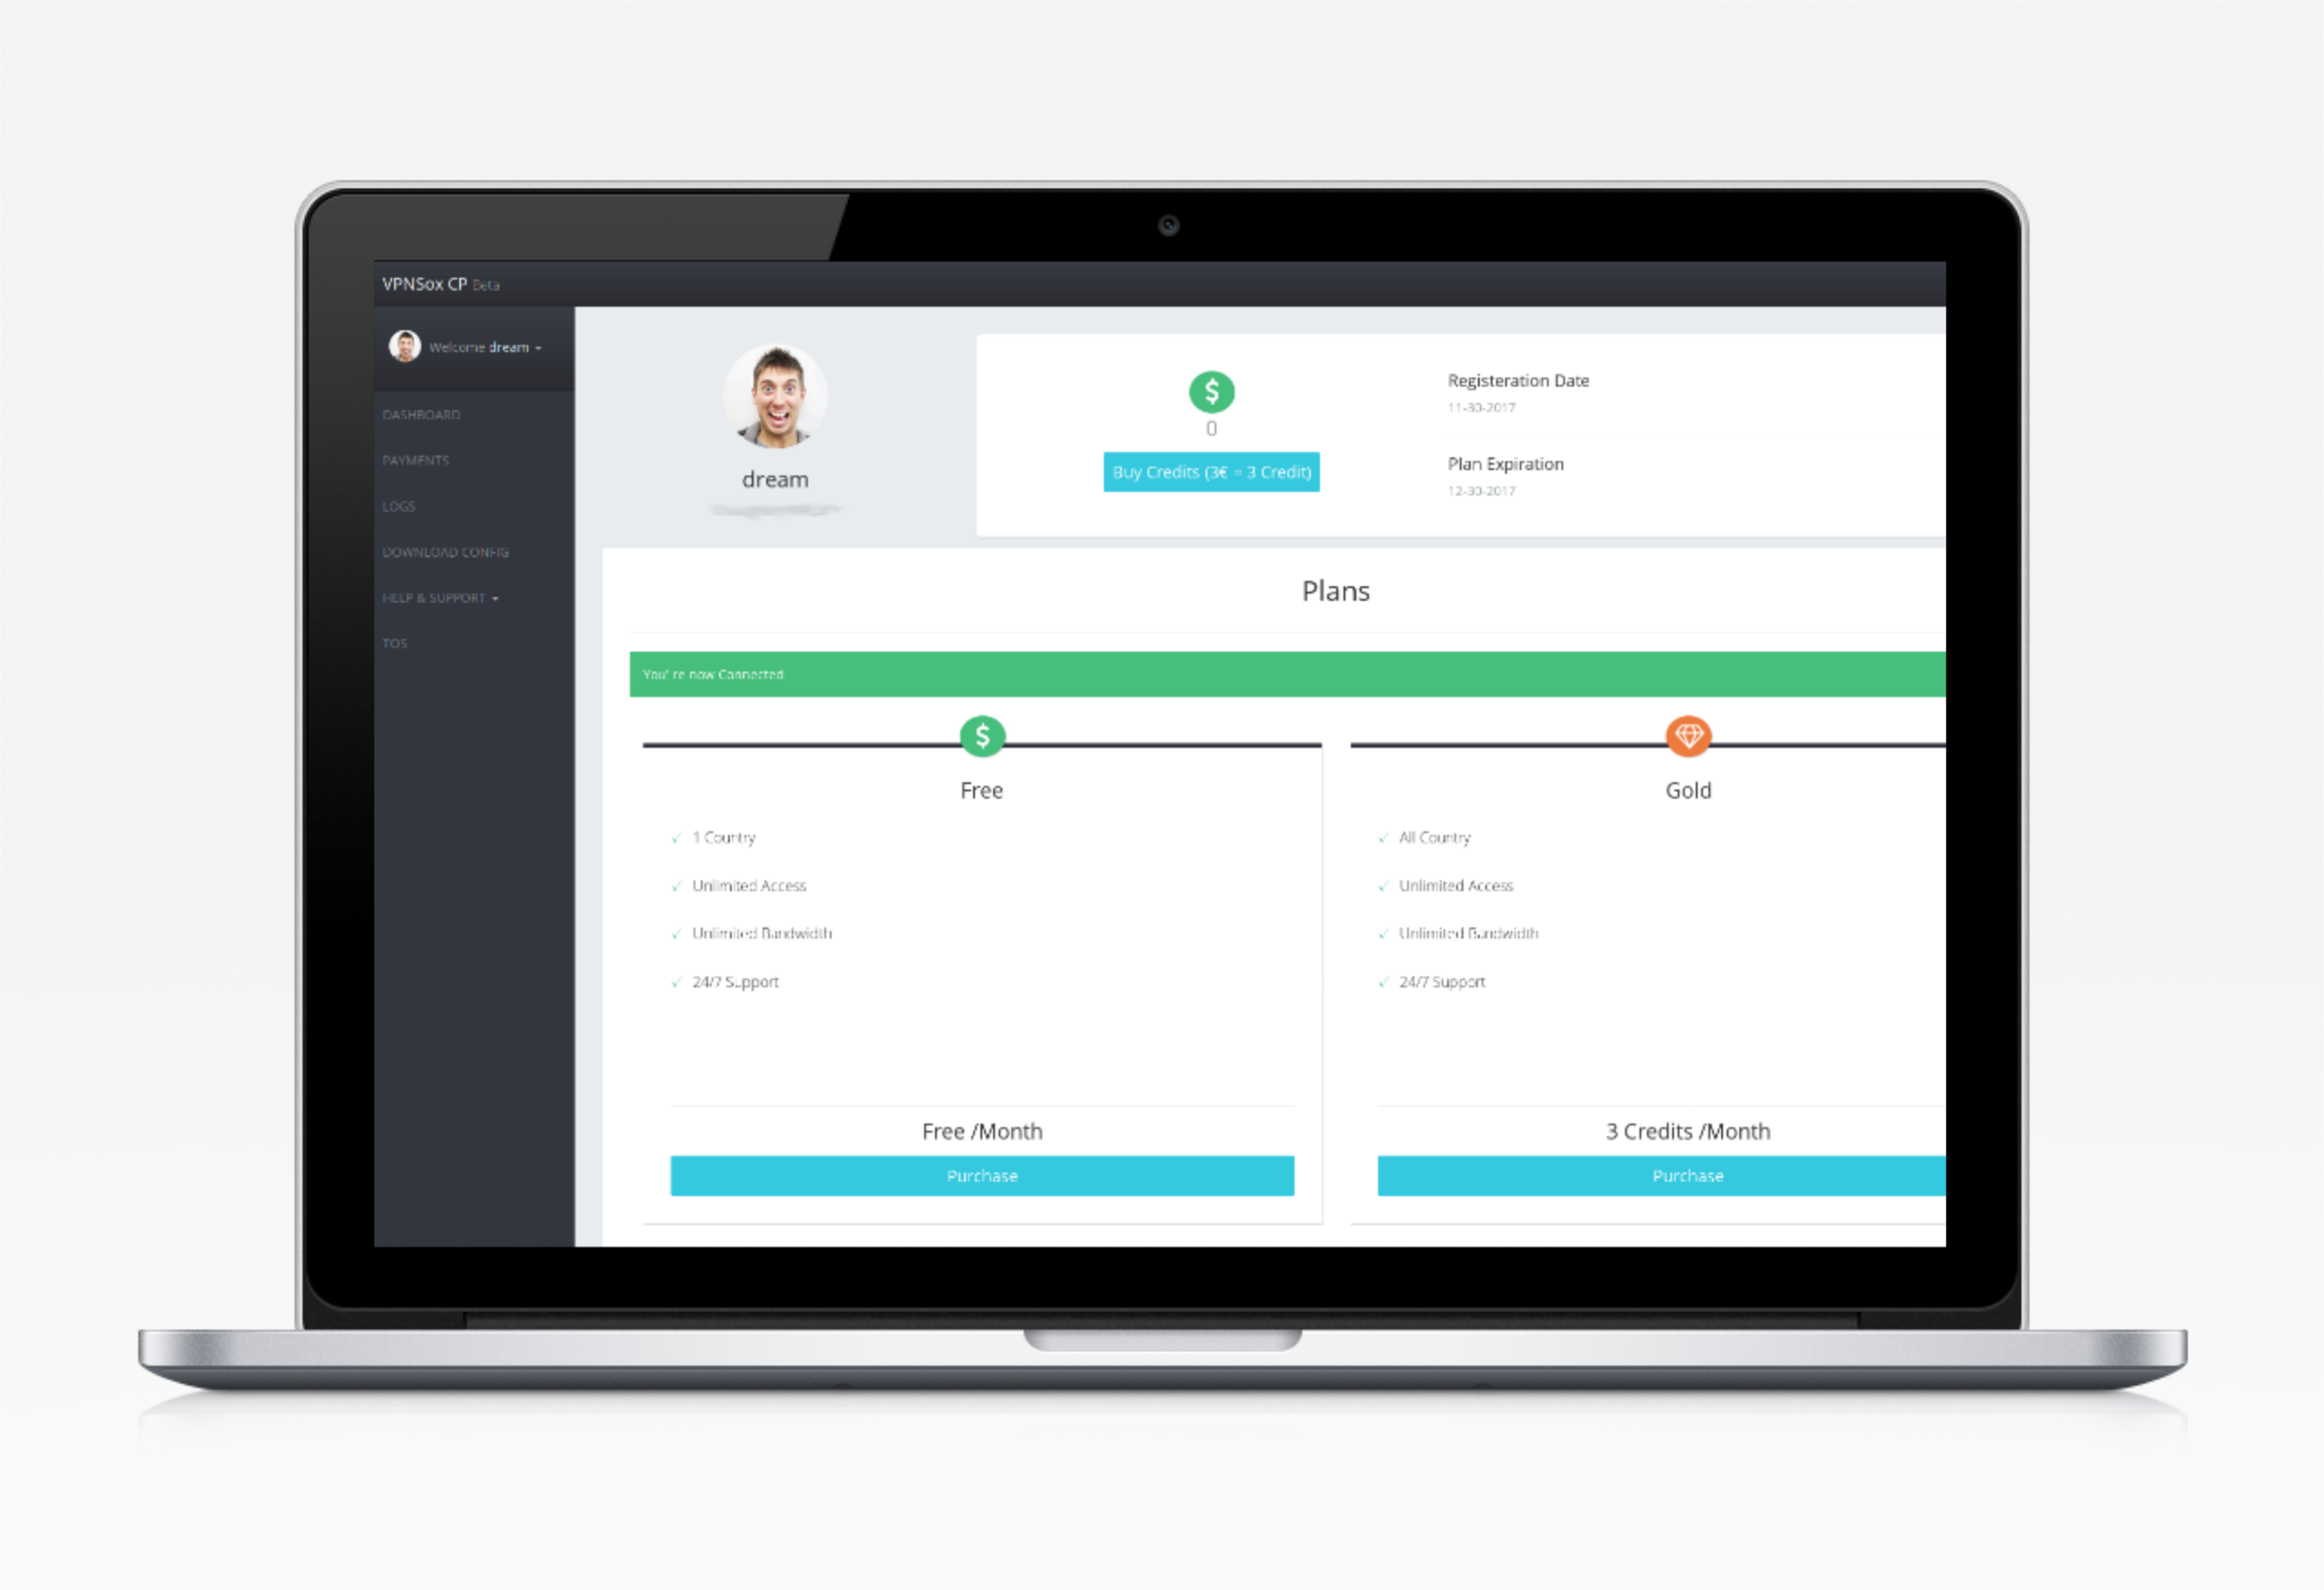 VPNSox CP Beta
Welcome dream
DASHBOARD
PAYMENTS
LOGS
DOWNLOAD CONFIG
HELP & SUPPORT
TOS
dream
$
0
Buy Credits (3€ = 3 Credit)
Registeration Date
11-30-2017
Plan Expiration
12-30-2017
Plans
You' re now Connected
$
Free
1 Country
Unlimited Access
Unlimited Bandwidth
24/7 Support
Free /Month
Purchase
Gold
All Country
Unlimited Access
Unlimited Bandwidth
24/7 Support
3 Credits /Month
Purchase